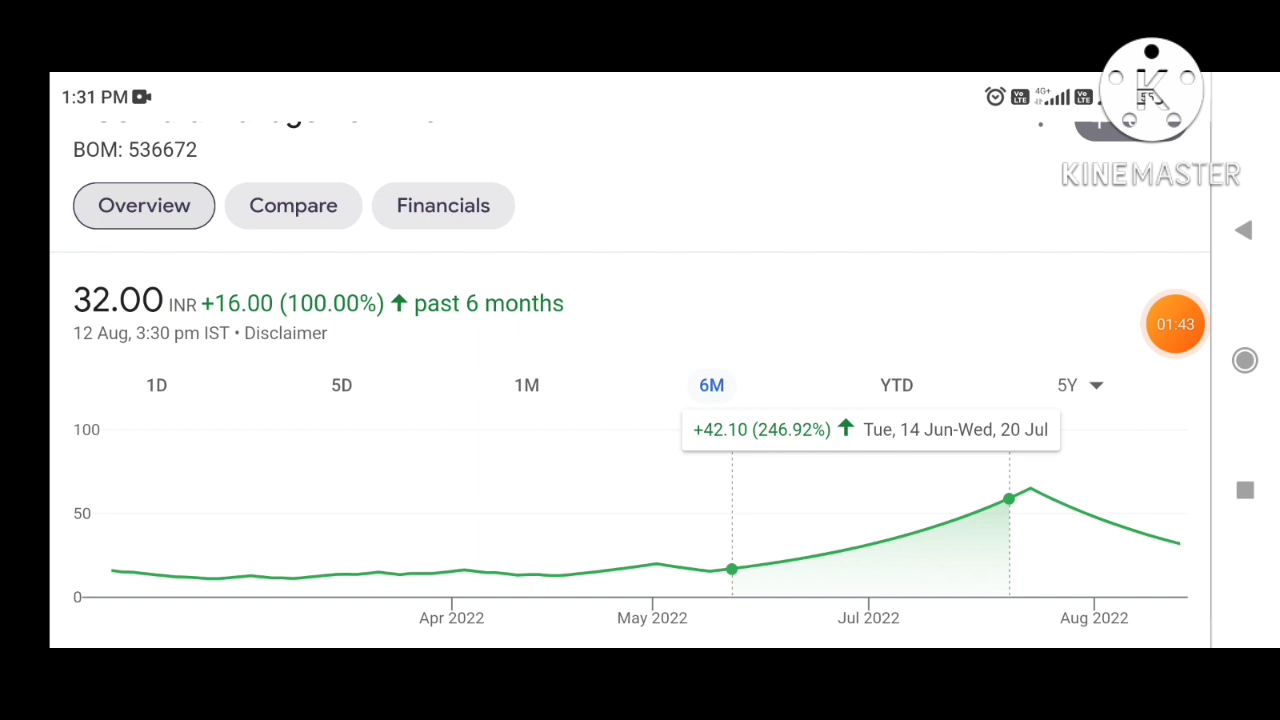 1:31 PM
4G+
KINEMASTER
BOM: 536672
Overview Compare Financials
32.00 INR +16.00 (100.00%) ↑ past 6 months
12 Aug, 3:30 pm IST • Disclaimer
01:43
1D 5D 1M 6M YTD 5Y
+42.10 (246.92%) ↑ Tue, 14 Jun-Wed, 20 Jul
100
50
0
Apr 2022 May 2022 Jul 2022 Aug 2022